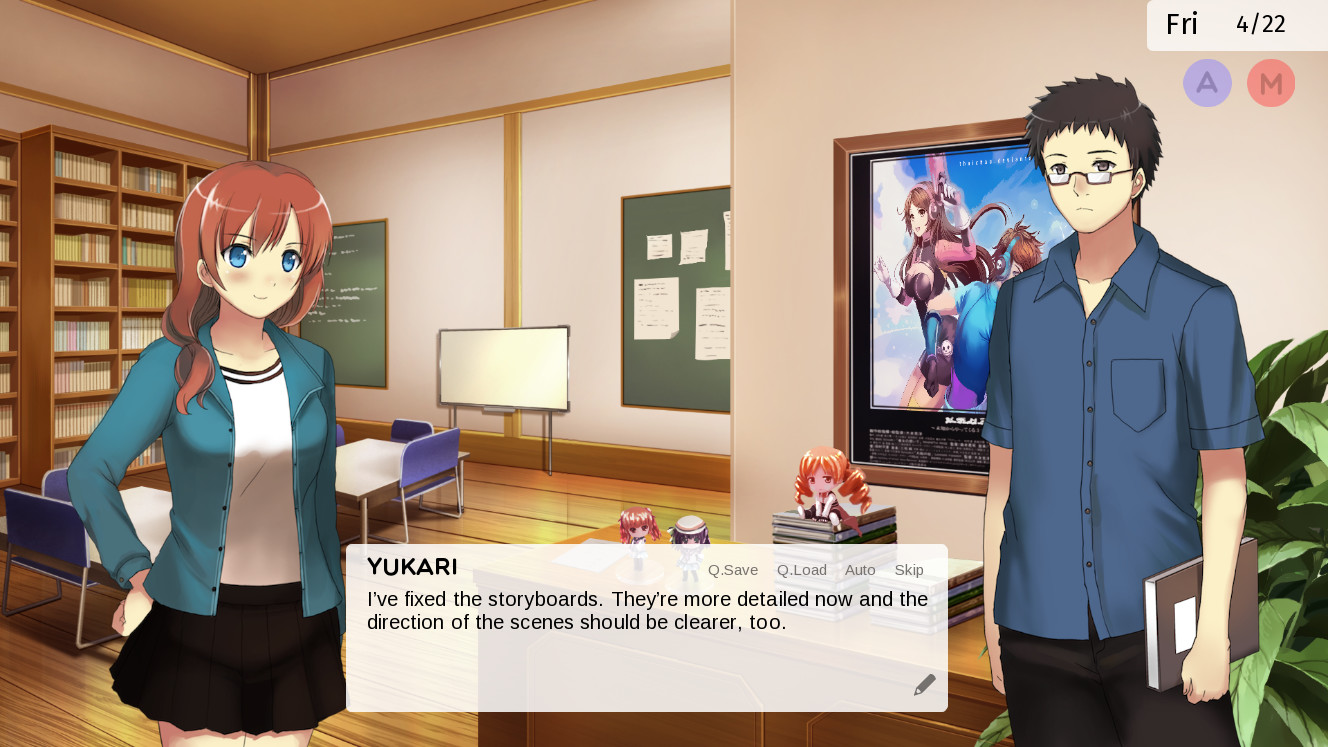 Fri 4/22
A M
YUKARI
Q.Save Q.Load Auto Skip
I've fixed the storyboards. They're more detailed now and the
direction of the scenes should be clearer, too.